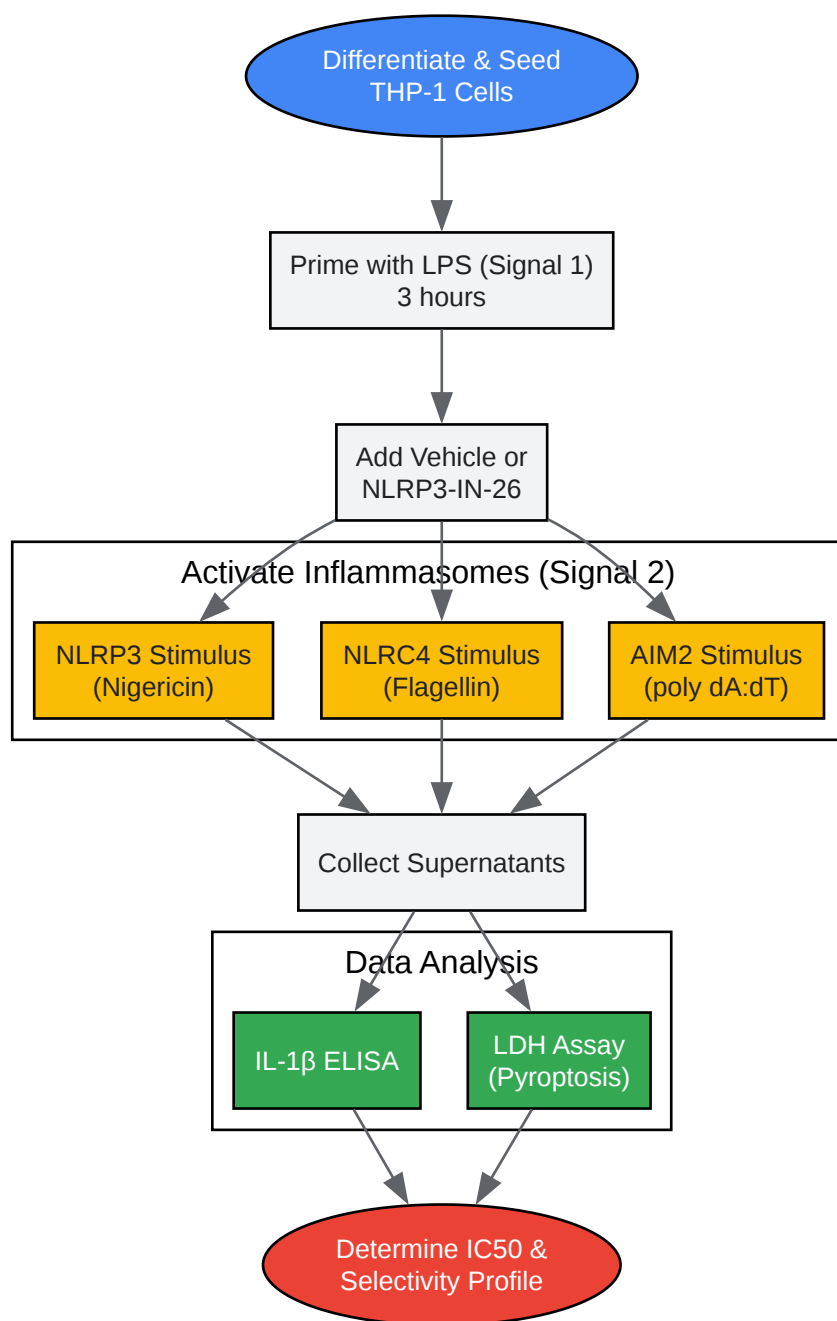 Differentiate & Seed
THP-1 Cells
Prime with LPS (Signal 1)
3 hours
Add Vehicle or
NLRP3-IN-26
Activate Inflammasomes (Signal 2)
NLRP3 Stimulus
(Nigericin)
NLRC4 Stimulus
(Flagellin)
AIM2 Stimulus
(poly dA:dT)
Collect Supernatants
Data Analysis
IL-1β ELISA
LDH Assay
(Pyroptosis)
Determine IC50 &
Selectivity Profile